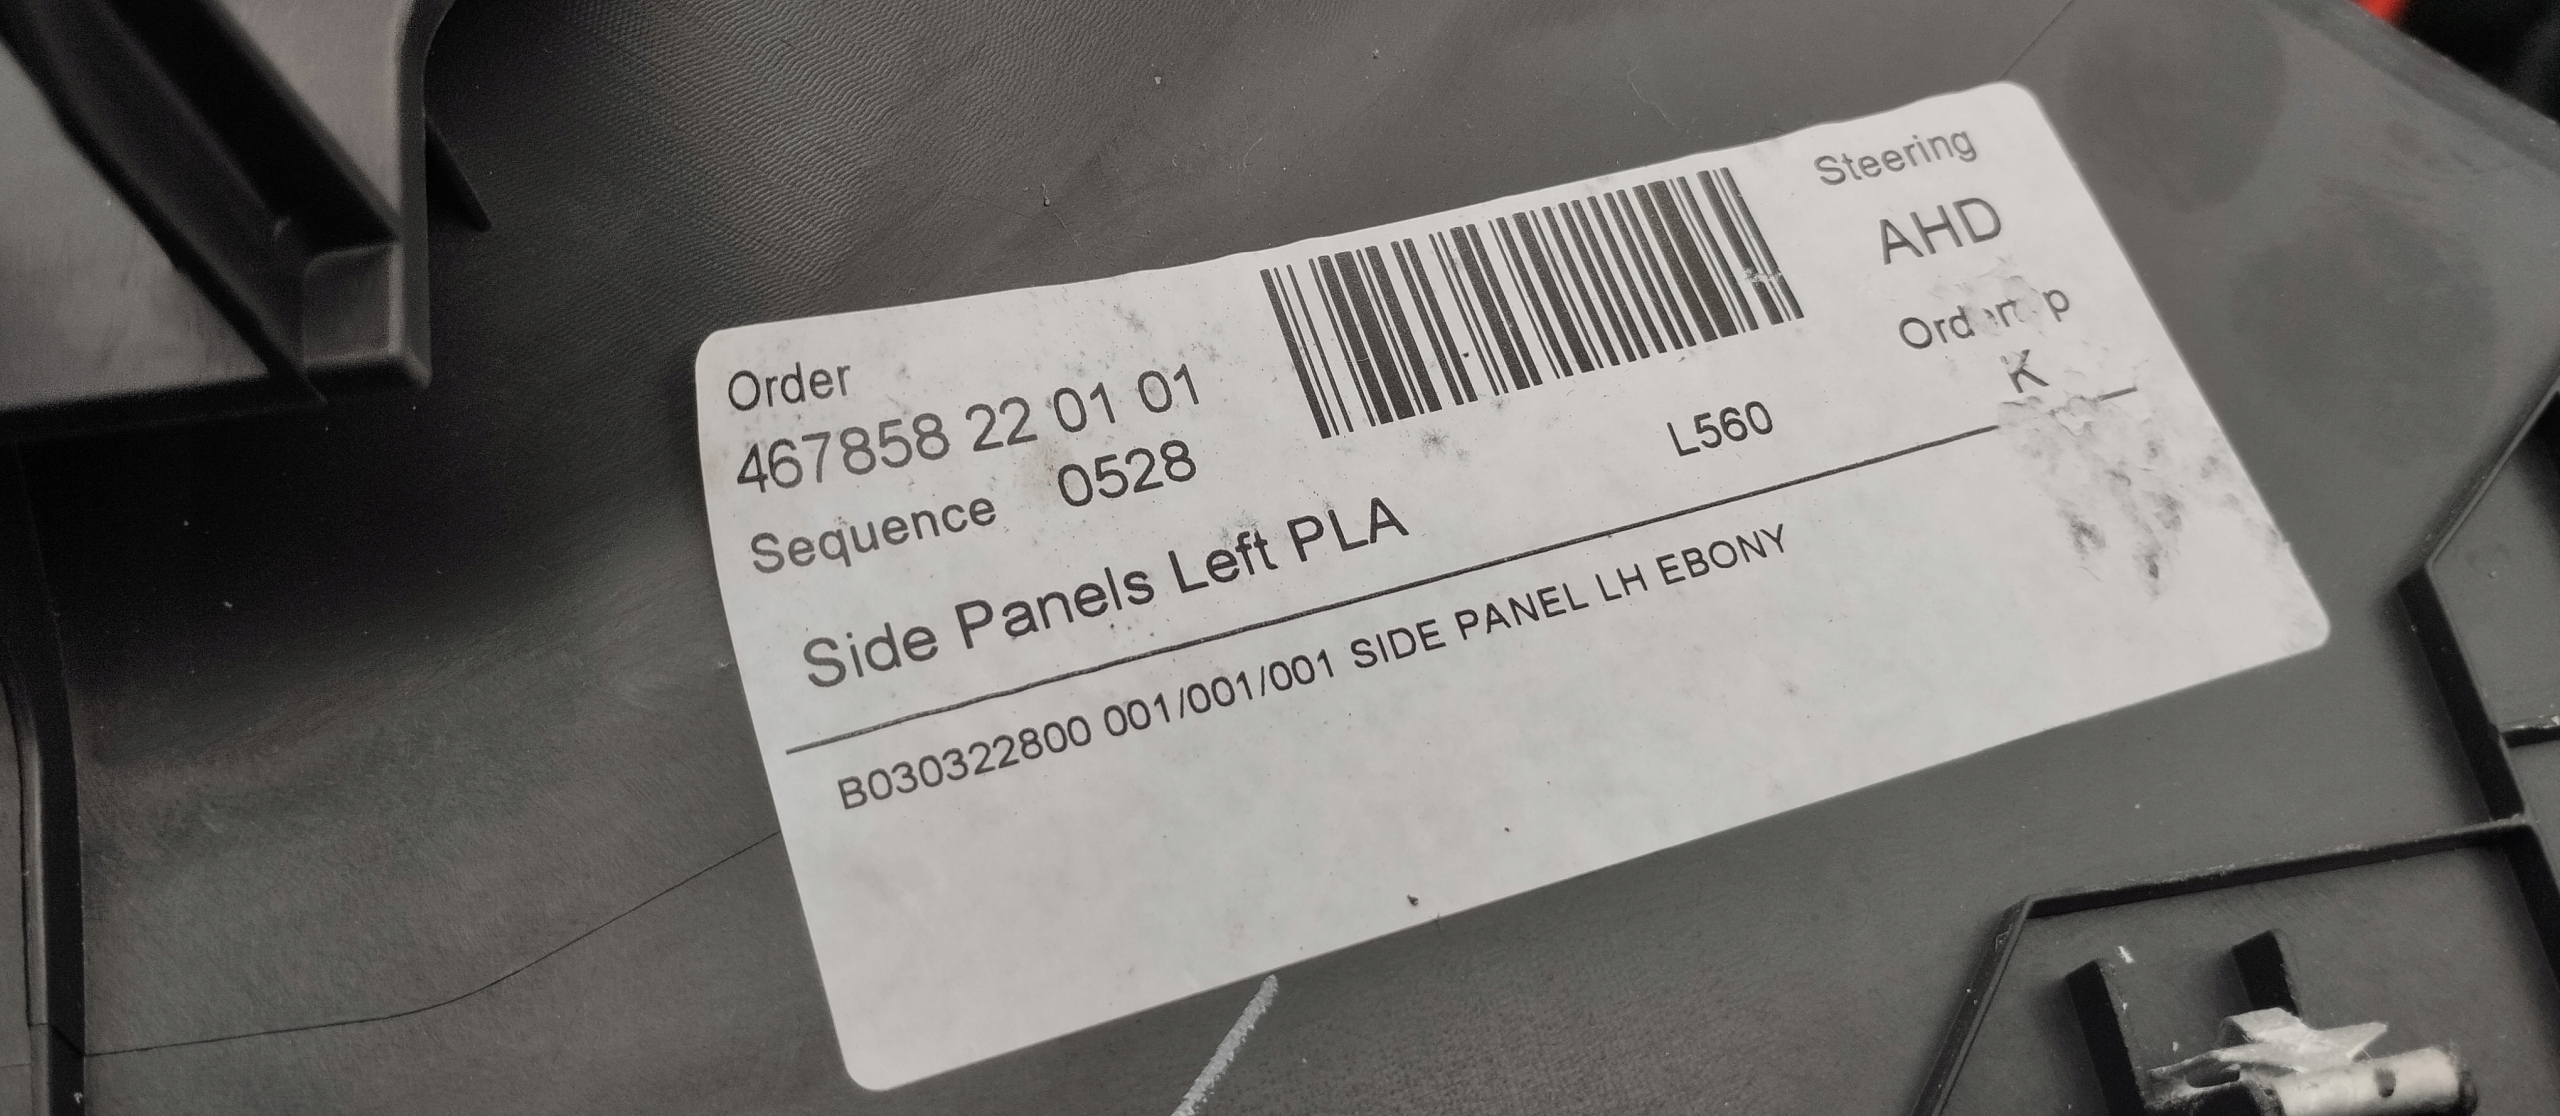 Order
467858 22 01 01
Sequence 0528
Side Panels Left PLA
L560
Steering
AHD
K
B030322800 001/001/001 SIDE PANEL LH EBONY